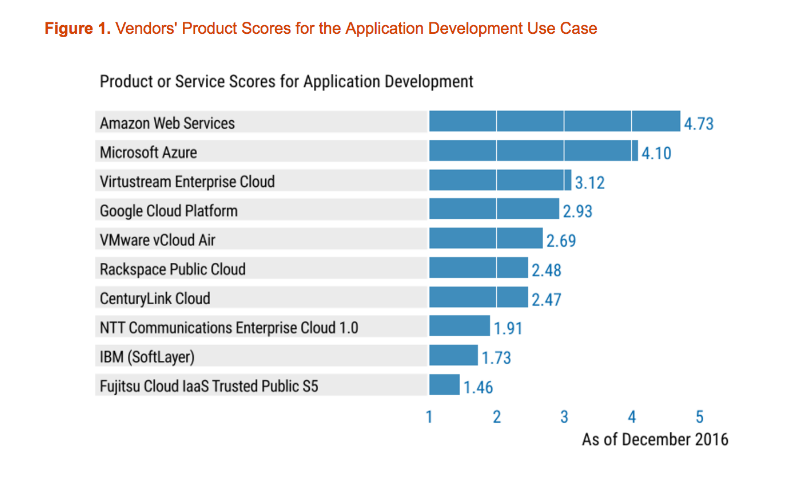 Figure 1. Vendors' Product Scores for the Application Development Use Case
Product or Service Scores for Application Development
Amazon Web Services 4.73
Microsoft Azure 4.10
Virtustream Enterprise Cloud 3.12
Google Cloud Platform 2.93
VMware vCloud Air 2.69
Rackspace Public Cloud 2.48
CenturyLink Cloud 2.47
NTT Communications Enterprise Cloud 1.0 1.91
IBM (SoftLayer) 1.73
Fujitsu Cloud IaaS Trusted Public S5 1.46
1 2 3 4 5
As of December 2016